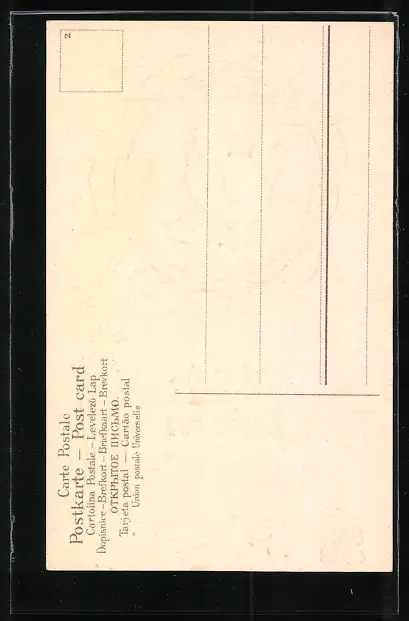 Carte Postale
Postkarte – Post card
Cartolina Postale – Levelező Lap
Dopisnice – Brefkort – Briefkaart – Brevkort
ОТКРЫТОЕ ПИСЬМО.
Tarjeta postal — Cartão postal
Union postale Universelle
2